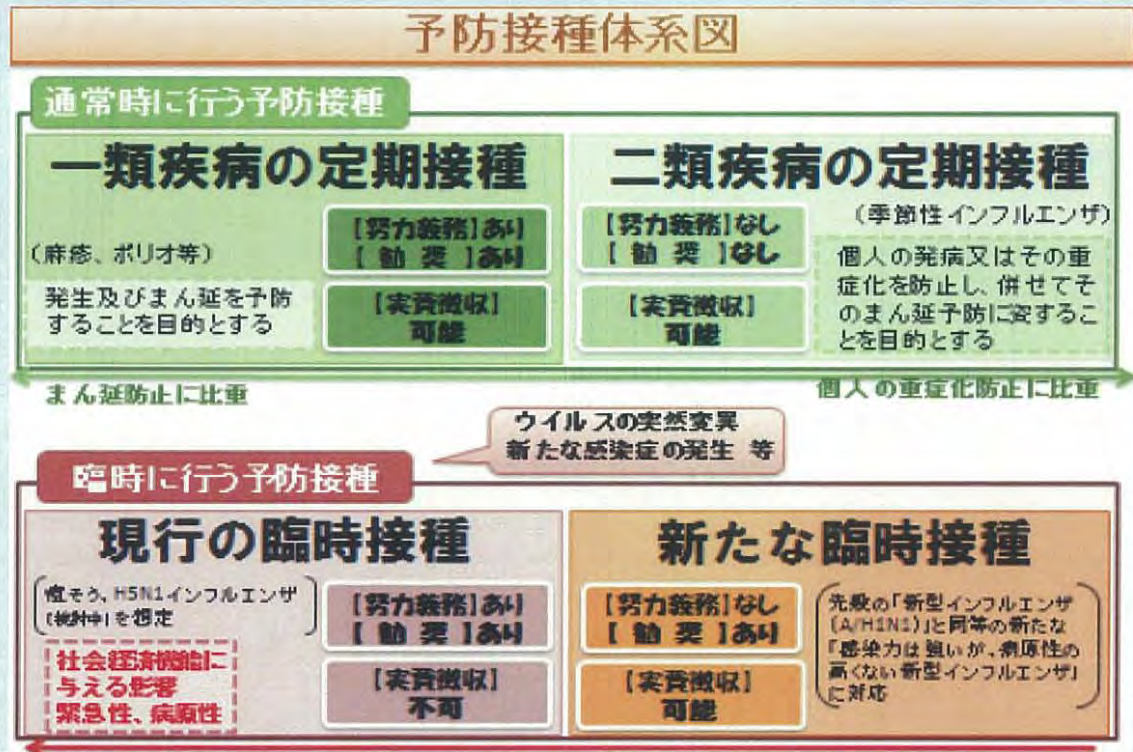 予防接種体系図
通常時に行う予防接種
一類疾病の定期接種
(麻疹、ポリオ等)
発生及びまん延を予防
することを目的とする
【努力義務】あり
【 勧 奨 】あり
【実費徴収】
可能
二類疾病の定期接種
(季節性インフルエンザ)
【努力義務】なし
【 勧 奨 】なし
【実費徴収】
可能
個人の発病又はその重
症化を防止し、併せてそ
のまん延予防に資するこ
とを目的とする
まん延防止に比重
個人の重症化防止に比重
ウイルスの突然変異
新たな感染症の発生 等
臨時に行う予防接種
現行の臨時接種
痘そう、H5N1インフルエンザ
(検討中)を想定
社会経済機能に
与える影響
緊急性、病原性
【努力義務】あり
【 勧 奨 】あり
【実費徴収】
不可
新たな臨時接種
【努力義務】なし
【 勧 奨 】あり
【実費徴収】
可能
先般の「新型インフルエンザ
(A/H1N1)」と同等の新たな
「感染力は強いが、病原性の
高くない新型インフルエンザ」
に対応